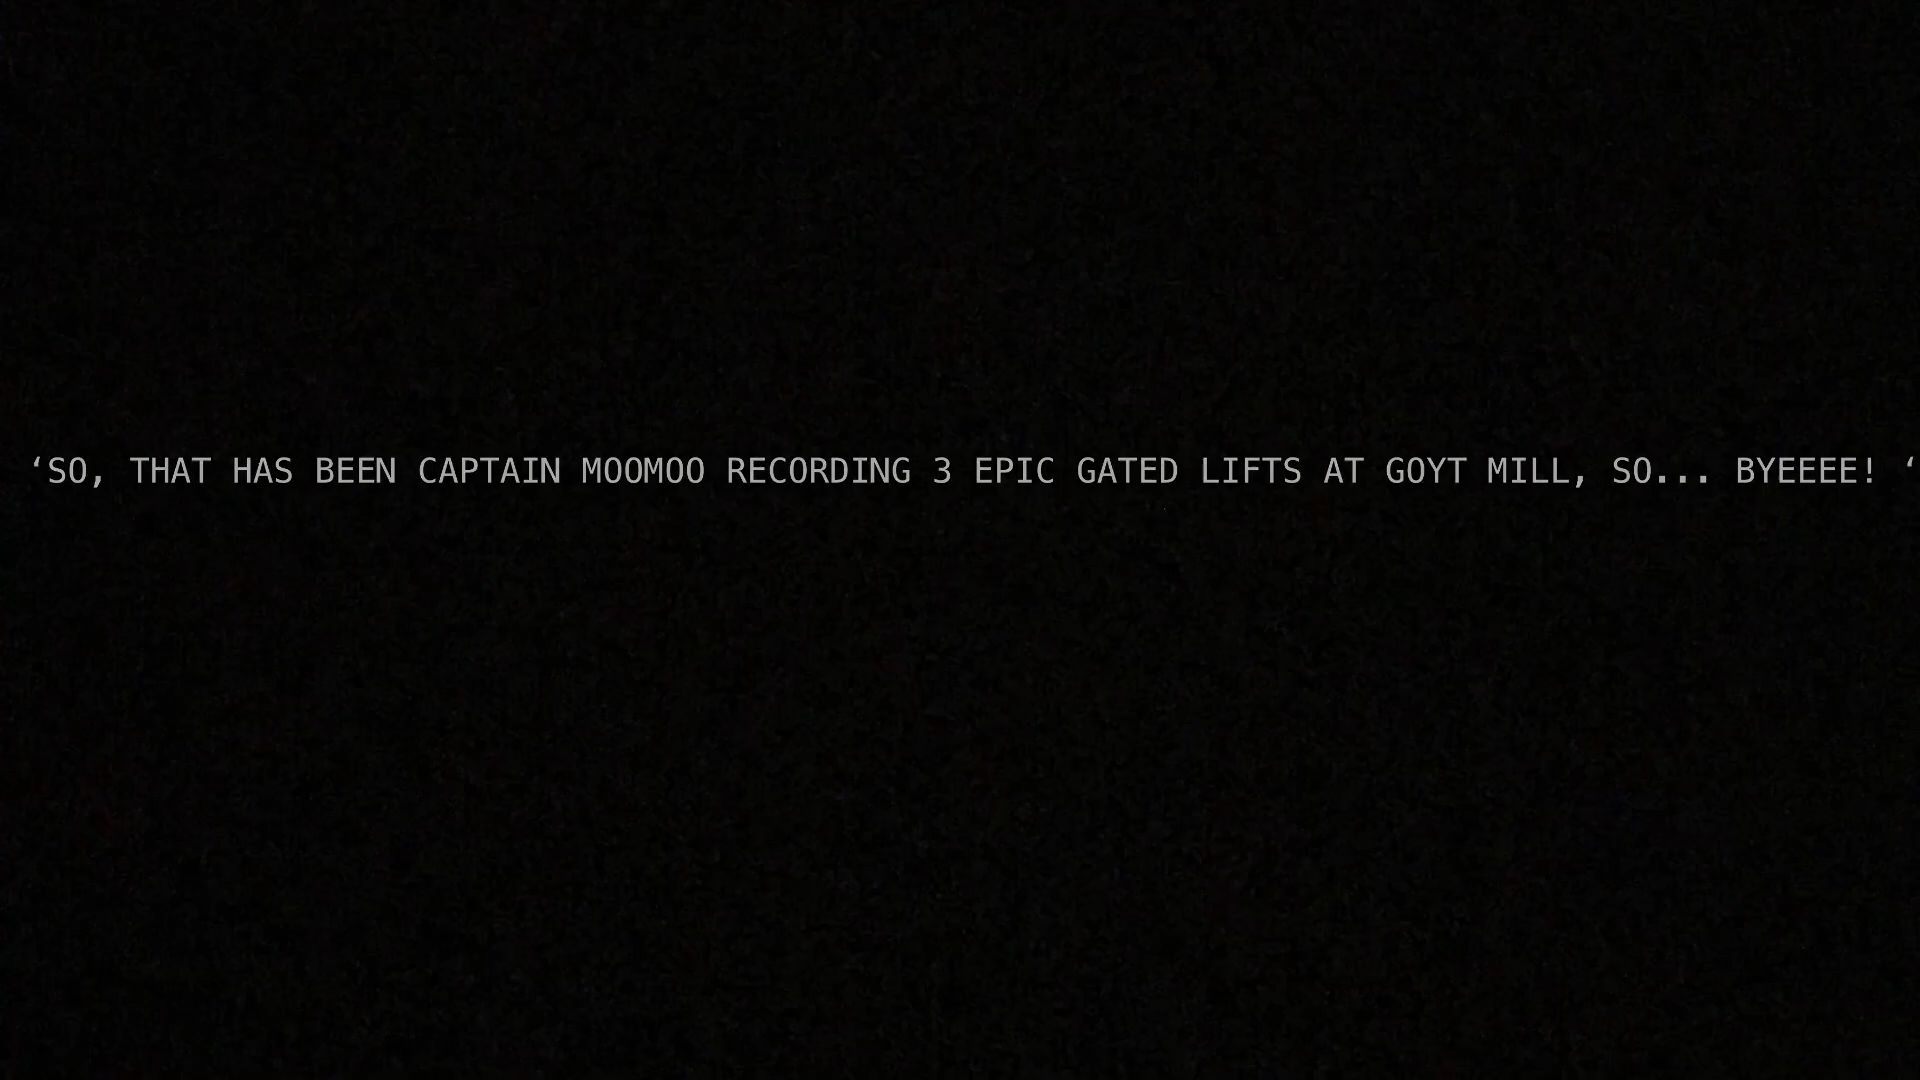 ‘SO, THAT HAS BEEN CAPTAIN MOOMOO RECORDING 3 EPIC GATED LIFTS AT GOYT MILL, SO... BYEEEE! ‘